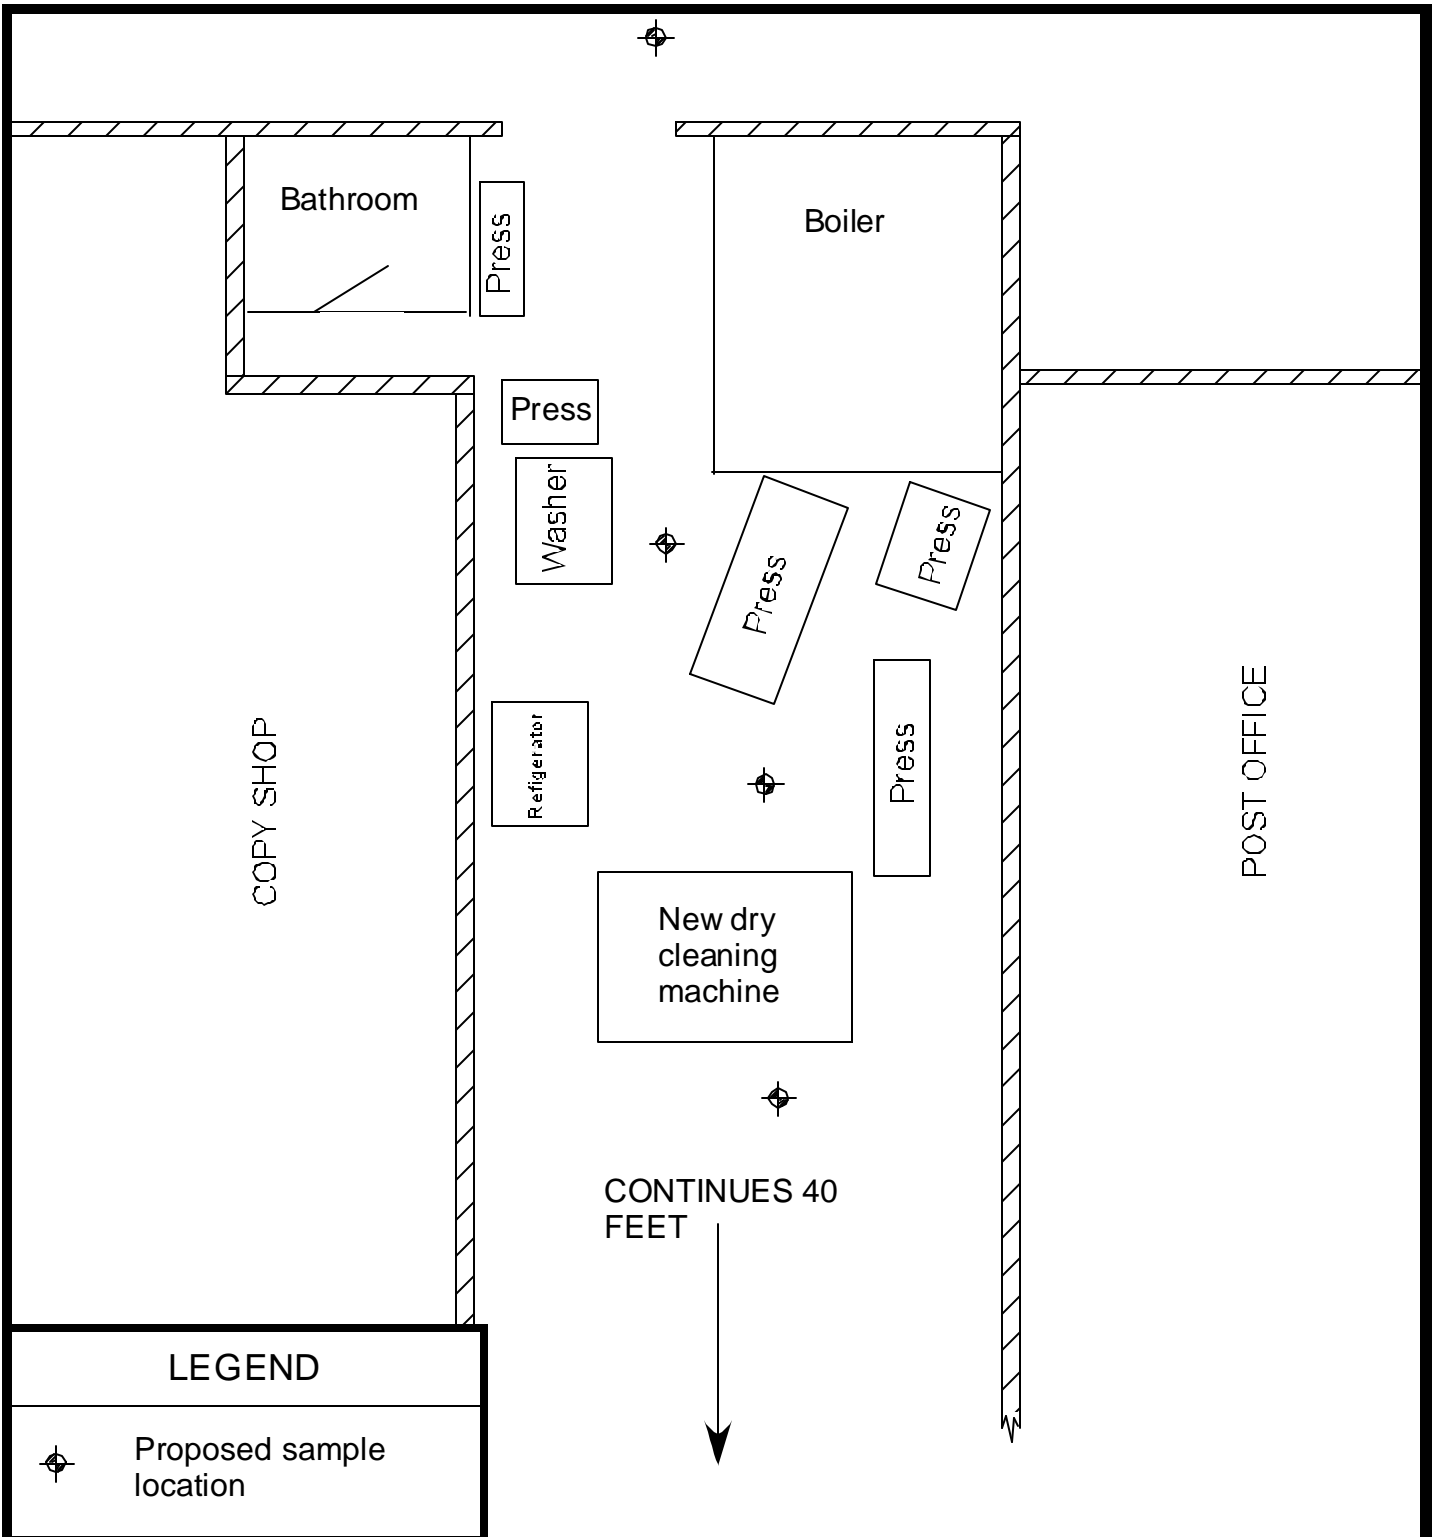 Bathroom
Press
Boiler
Press
Washer
Press
Press
Refigerator
Press
COPY SHOP
POST OFFICE
New dry
cleaning
machine
CONTINUES 40
FEET
LEGEND
Proposed sample
location